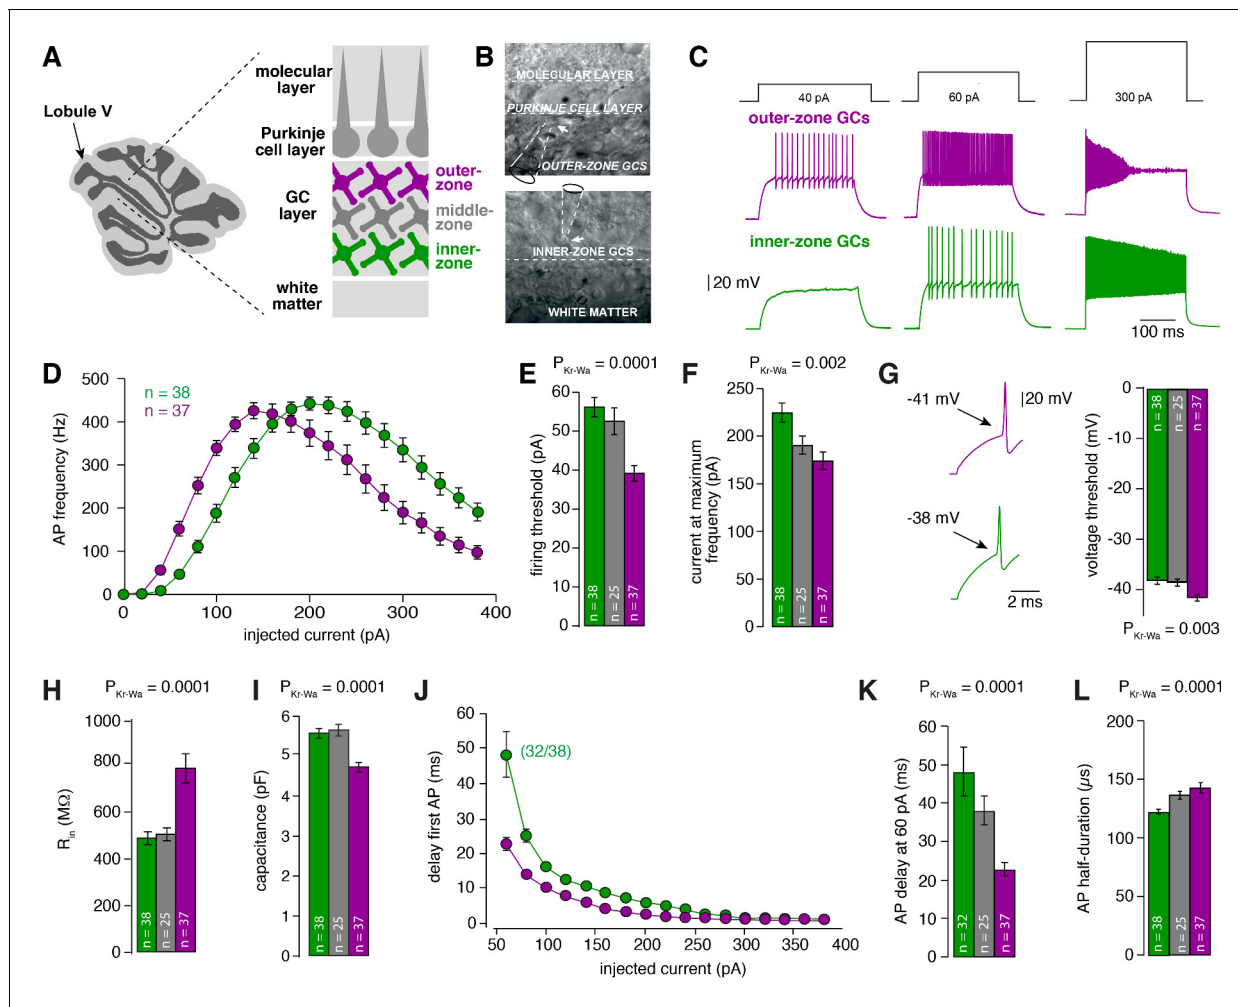 A
molecular
layer
Lobule V
Purkinje
cell layer
GC
layer
white
matter
outer-
zone
middle-
zone
inner-
zone
B
MOLECULAR LAYER
PURKINJE CELL LAYER
OUTER-ZONE GCS
INNER-ZONE GCS
WHITE MATTER
C
40 pA
60 pA
300 pA
outer-zone GCs
inner-zone GCs
20 mV
100 ms
D
n = 38
n = 37
AP frequency (Hz)
500
400
300
200
100
0
0 100 200 300 400
injected current (pA)
E
P Kr-Wa = 0.0001
firing threshold (pA)
60
50
40
30
20
10
0
n = 38
n = 25
n = 37
F
P Kr-Wa = 0.002
current at maximum
frequency (pA)
250
200
150
100
50
0
n = 38
n = 25
n = 37
G
-41 mV
20 mV
-38 mV
2 ms
voltage threshold (mV)
0
-10
-20
-30
-40
n = 38
n = 25
n = 37
P Kr-Wa = 0.003
H
P Kr-Wa = 0.0001
Rin (MΩ)
1000
800
600
400
200
0
n = 38
n = 25
n = 37
I
P Kr-Wa = 0.0001
capacitance (pF)
6
5
4
3
2
1
0
n = 38
n = 25
n = 37
J
delay first AP (ms)
60
50
40
30
20
10
0
(32/38)
50 100 150 200 250 300 350 400
injected current (pA)
K
P Kr-Wa = 0.0001
AP delay at 60 pA (ms)
60
50
40
30
20
10
0
n = 32
n = 25
n = 37
L
P Kr-Wa = 0.0001
AP half-duration (µs)
200
150
100
50
0
n = 38
n = 25
n = 37